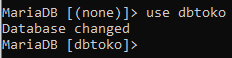 MariaDB [(none)]> use dbtoko
Database changed
MariaDB [dbtoko]>